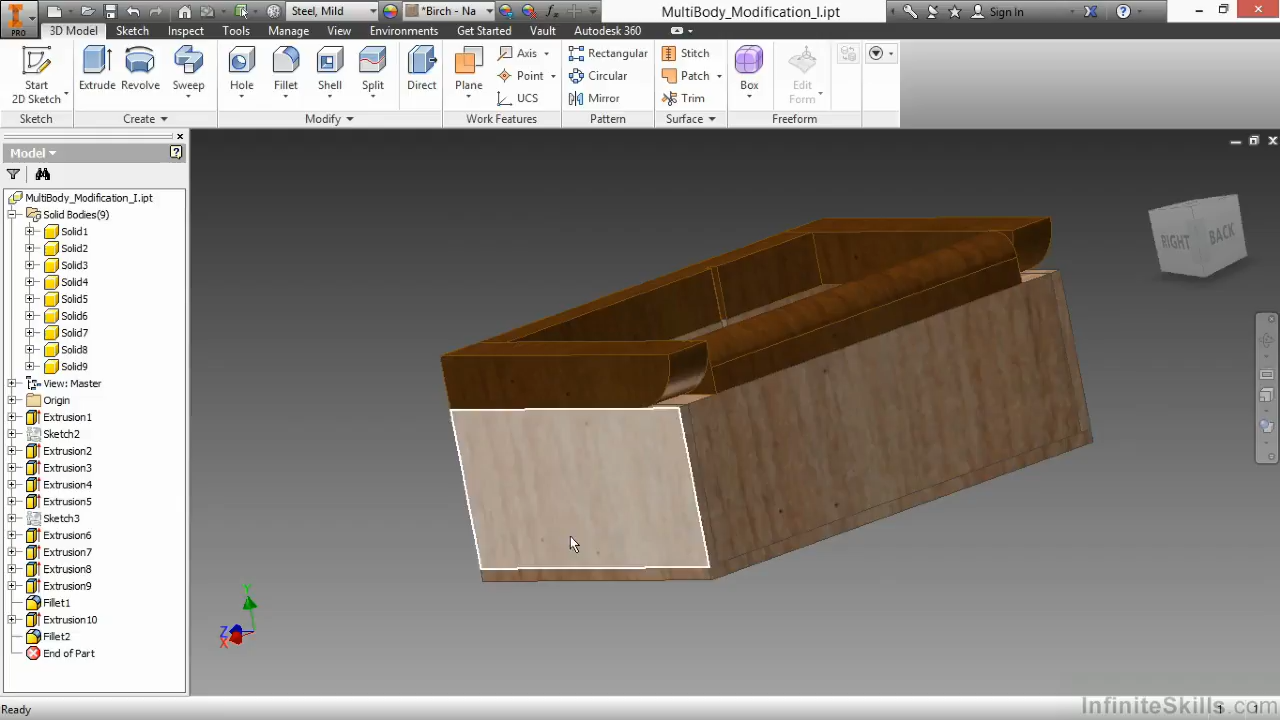 Steel, Mild
*Birch - Na
MultiBody_Modification_I.ipt
Sign In
PRO
3D Model Sketch Inspect Tools Manage View Environments Get Started Vault Autodesk 360
Start
2D Sketch
Extrude Revolve Sweep
Hole Fillet Shell Split Direct
Plane
Axis
Point
UCS
Rectangular
Circular
Mirror
Stitch
Patch
Trim
Box
Edit
Form
Sketch Create Modify Work Features Pattern Surface Freeform
Model
MultiBody_Modification_I.ipt
Solid Bodies(9)
Solid1
Solid2
Solid3
Solid4
Solid5
Solid6
Solid7
Solid8
Solid9
View: Master
Origin
Extrusion1
Sketch2
Extrusion2
Extrusion3
Extrusion4
Extrusion5
Sketch3
Extrusion6
Extrusion7
Extrusion8
Extrusion9
Fillet1
Extrusion10
Fillet2
End of Part
RIGHT BACK
Y
Z
X
Ready
InfiniteSkills.com